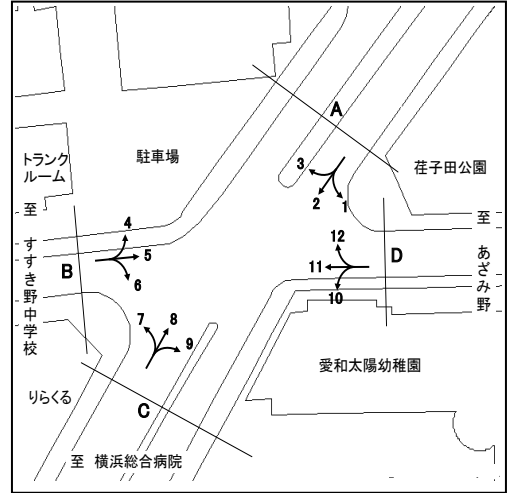 A
3
2
1
荏子田公園
トランク
ルーム
駐車場
至
すすき野中学校
4
5
6
B
12
11
10
D
至
あざみ野
7
8
9
C
愛和太陽幼稚園
りらくる
至 横浜総合病院